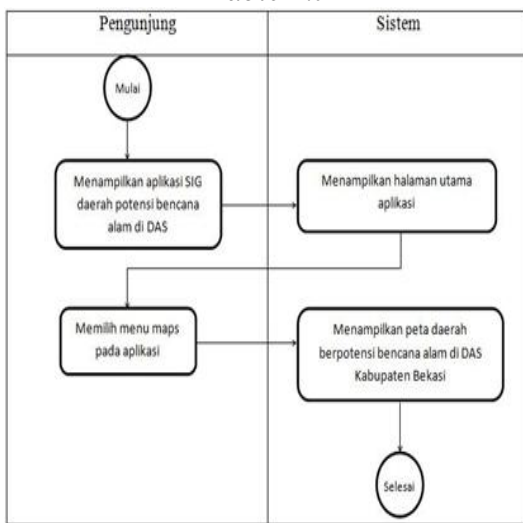 Pengunjung
Sistem
Mulai
Menampilkan aplikasi SIG
daerah potensi bencana
alam di DAS
Menampilkan halaman utama
aplikasi
Memilih menu maps
pada aplikasi
Menampilkan peta daerah
berpotensi bencana alam di DAS
Kabupaten Bekasi
Selesai